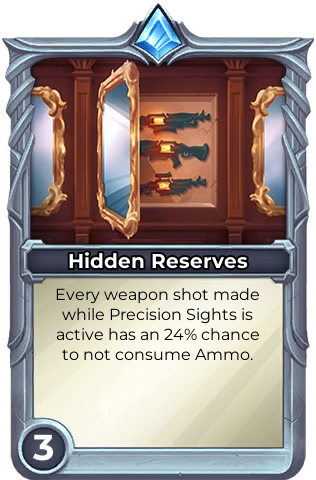 Hidden Reserves
Every weapon shot made
while Precision Sights is
active has an 24% chance
to not consume Ammo.
3